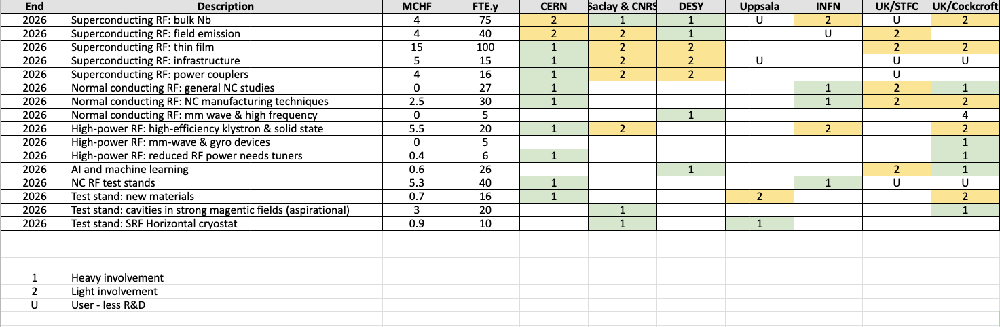 End Description MCHF FTE.y CERN Saclay & CNRS DESY Uppsala INFN UK/STFC UK/Cockcroft
2026 Superconducting RF: bulk Nb 4 75 2 1 1 U 2 U 2
2026 Superconducting RF: field emission 4 40 2 2 1 U 2
2026 Superconducting RF: thin film 15 100 1 2 2 2 2
2026 Superconducting RF: infrastructure 5 15 1 2 2 U U U
2026 Superconducting RF: power couplers 4 16 1 2 2 U
2026 Normal conducting RF: general NC studies 0 27 1 1 2 1
2026 Normal conducting RF: NC manufacturing techniques 2.5 30 1 1 2 2
2026 Normal conducting RF: mm wave & high frequency 0 5 1 4
2026 High-power RF: high-efficiency klystron & solid state 5.5 20 1 2 2 2
2026 High-power RF: mm-wave & gyro devices 0 5 1
2026 High-power RF: reduced RF power needs tuners 0.4 6 1 1
2026 AI and machine learning 0.6 26 1 2 1
2026 NC RF test stands 5.3 40 1 1 U U
2026 Test stand: new materials 0.7 16 1 2 2
2026 Test stand: cavities in strong magentic fields (aspirational) 3 20 1 1
2026 Test stand: SRF Horizontal cryostat 0.9 10 1 1
1 Heavy involvement
2 Light involvement
U User - less R&D